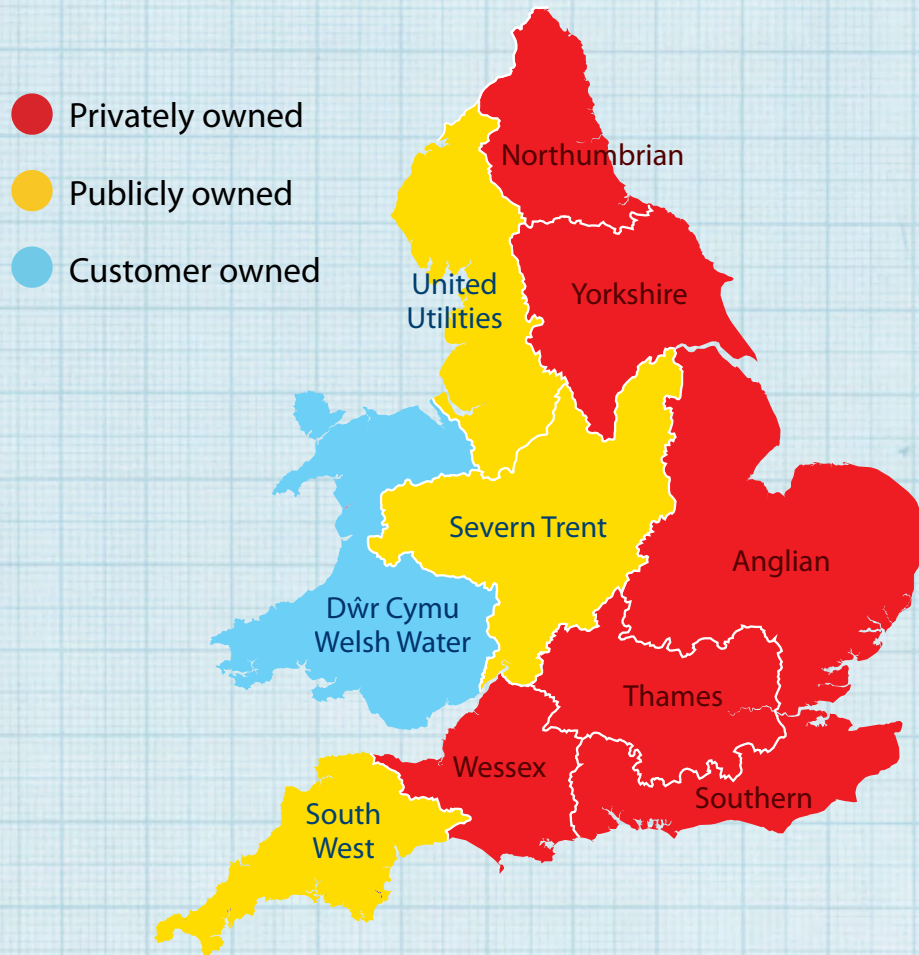 Privately owned
Publicly owned
Customer owned
Northumbrian
United
Utilities
Yorkshire
Severn Trent
Anglian
Dŵr Cymu
Welsh Water
Thames
Wessex
Southern
South
West